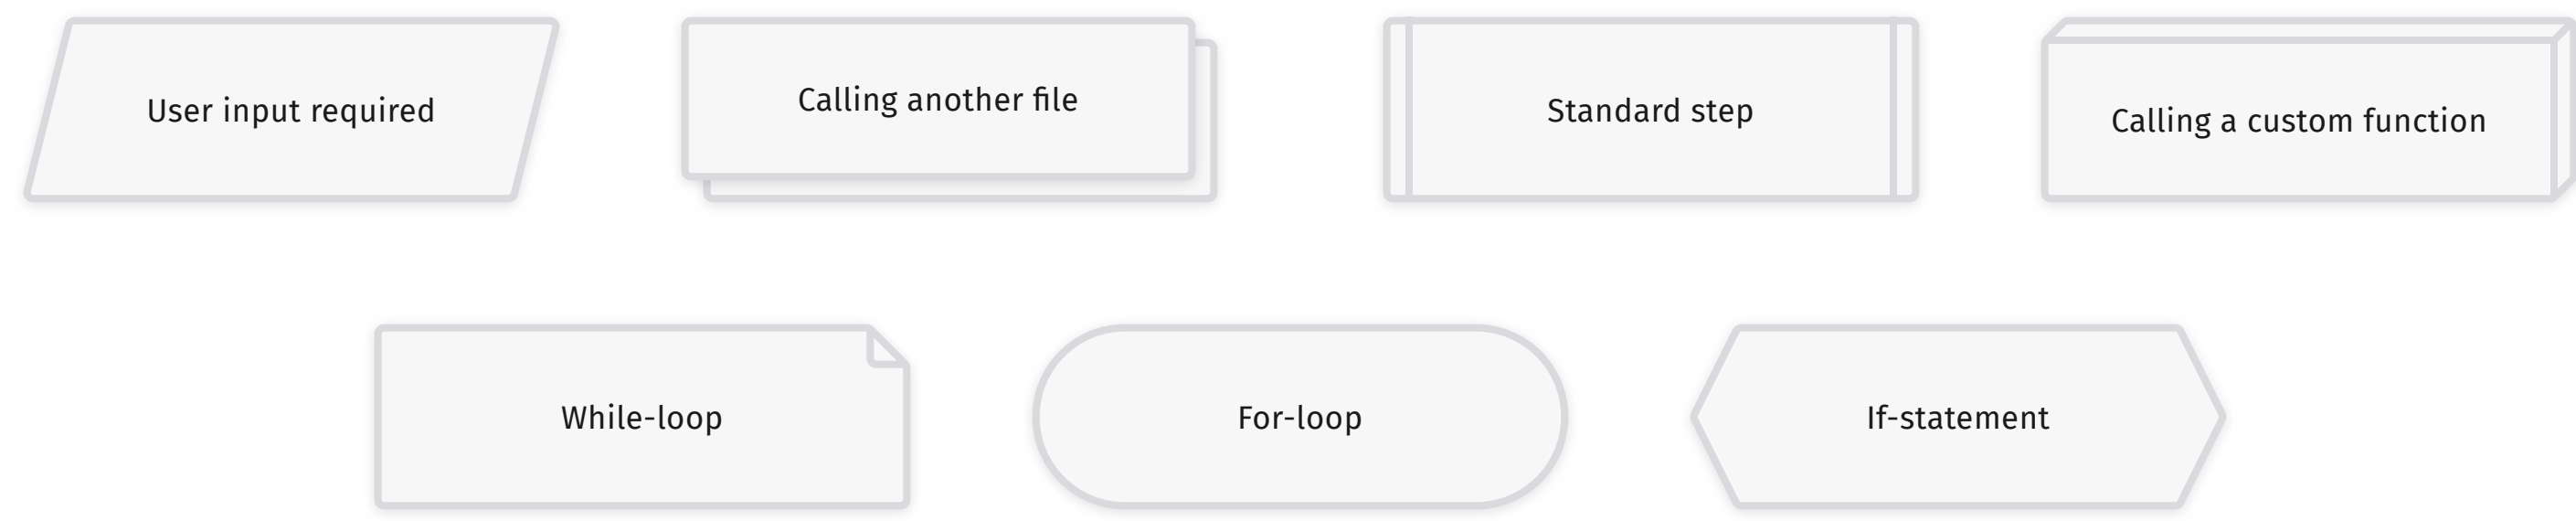 User input required
Calling another file
Standard step
Calling a custom function
While-loop
For-loop
If-statement